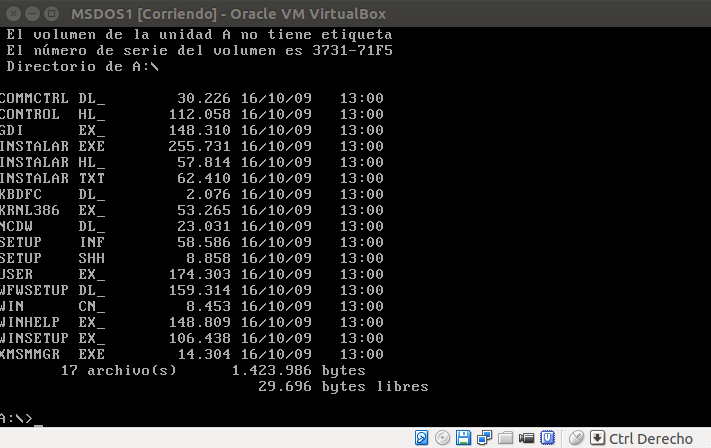 MSDOS1 [Corriendo] - Oracle VM VirtualBox
El volumen de la unidad A no tiene etiqueta
El número de serie del volumen es 3731-71F5
Directorio de A:\
COMMCTRL DL_ 30.226 16/10/09 13:00
CONTROL HL_ 112.058 16/10/09 13:00
GDI EX_ 148.310 16/10/09 13:00
INSTALAR EXE 255.731 16/10/09 13:00
INSTALAR HL_ 57.814 16/10/09 13:00
INSTALAR TXT 62.410 16/10/09 13:00
KBDFC DL_ 2.076 16/10/09 13:00
KRNL386 EX_ 53.265 16/10/09 13:00
NCDW DL_ 23.031 16/10/09 13:00
SETUP INF 58.586 16/10/09 13:00
SETUP SHH 8.858 16/10/09 13:00
USER EX_ 174.303 16/10/09 13:00
WFWSETUP DL_ 159.314 16/10/09 13:00
WIN CN_ 8.453 16/10/09 13:00
WINHELP EX_ 148.809 16/10/09 13:00
WINSETUP EX_ 106.438 16/10/09 13:00
XMSMMGR EXE 14.304 16/10/09 13:00
17 archivo(s) 1.423.986 bytes
29.696 bytes libres
A:\>_
Ctrl Derecho